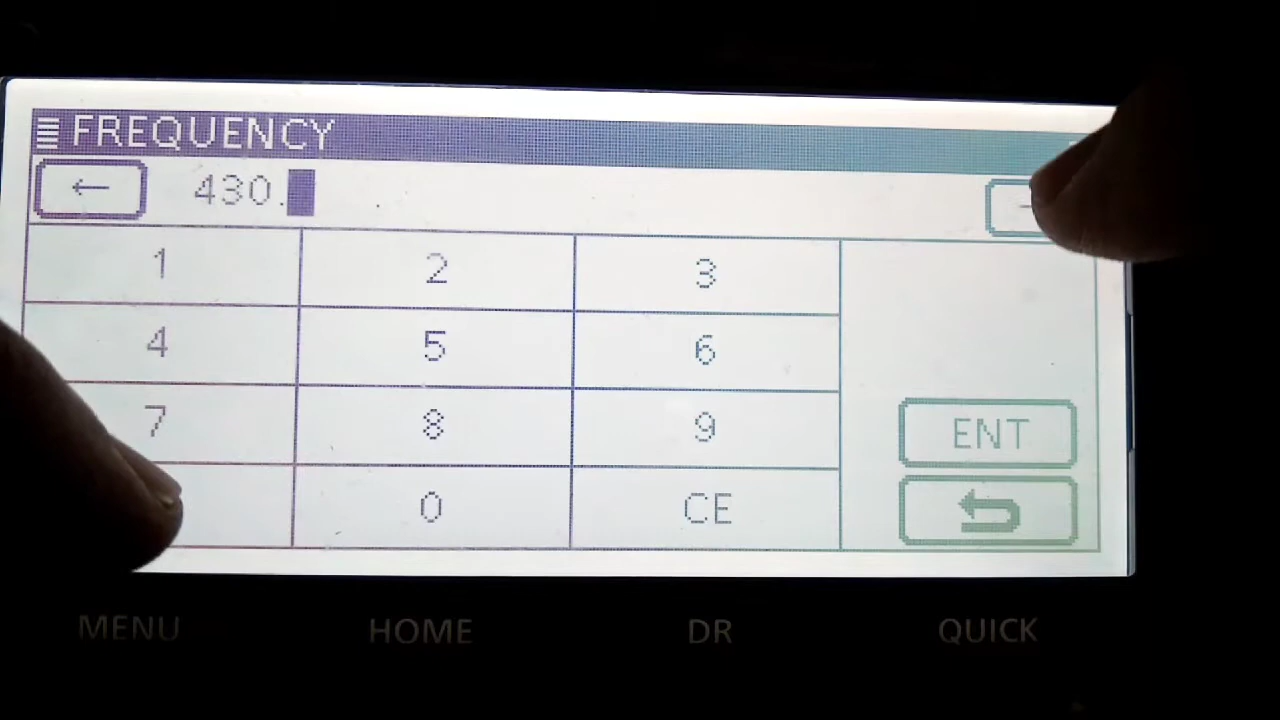 FREQUENCY
← 430.
1 2 3
4 5 6
7 8 9 ENT
0 CE
MENU HOME DR QUICK